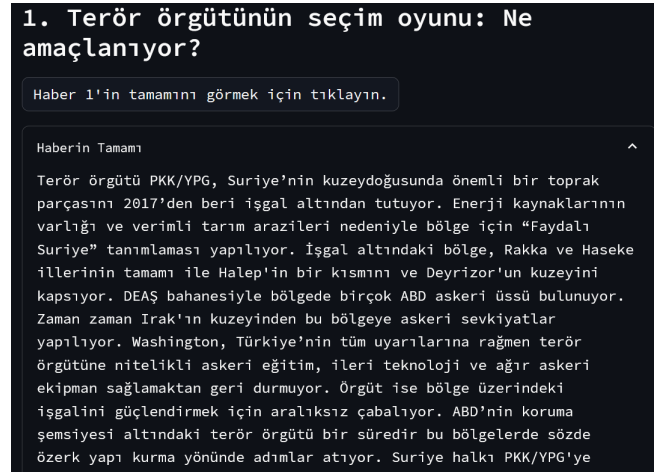 1. Terör örgütünün seçim oyunu: Ne
amaçlanıyor?
Haber 1'in tamamını görmek için tıklayın.
Haberin Tamamı
Terör örgütü PKK/YPG, Suriye’nin kuzeydoğusunda önemli bir toprak
parçasını 2017’den beri işgal altından tutuyor. Enerji kaynaklarının
varlığı ve verimli tarım arazileri nedeniyle bölge için “Faydalı
Suriye” tanımlaması yapılıyor. İşgal altındaki bölge, Rakka ve Haseke
illerinin tamamı ile Halep'in bir kısmını ve Deyrizor'un kuzeyini
kapsıyor. DEAŞ bahanesiyle bölgede birçok ABD askeri üssü bulunuyor.
Zaman zaman Irak'ın kuzeyinden bu bölgeye askeri sevkiyatlar
yapılıyor. Washington, Türkiye’nin tüm uyarılarına rağmen terör
örgütüne nitelikli askeri eğitim, ileri teknoloji ve ağır askeri
ekipman sağlamaktan geri durmuyor. Örgüt ise bölge üzerindeki
işgalini güçlendirmek için aralıksız çabalıyor. ABD’nin koruma
şemsiyesi altındaki terör örgütü bir süredir bu bölgelerde sözde
özerk yapı kurma yönünde adımlar atıyor. Suriye halkı PKK/YPG'ye